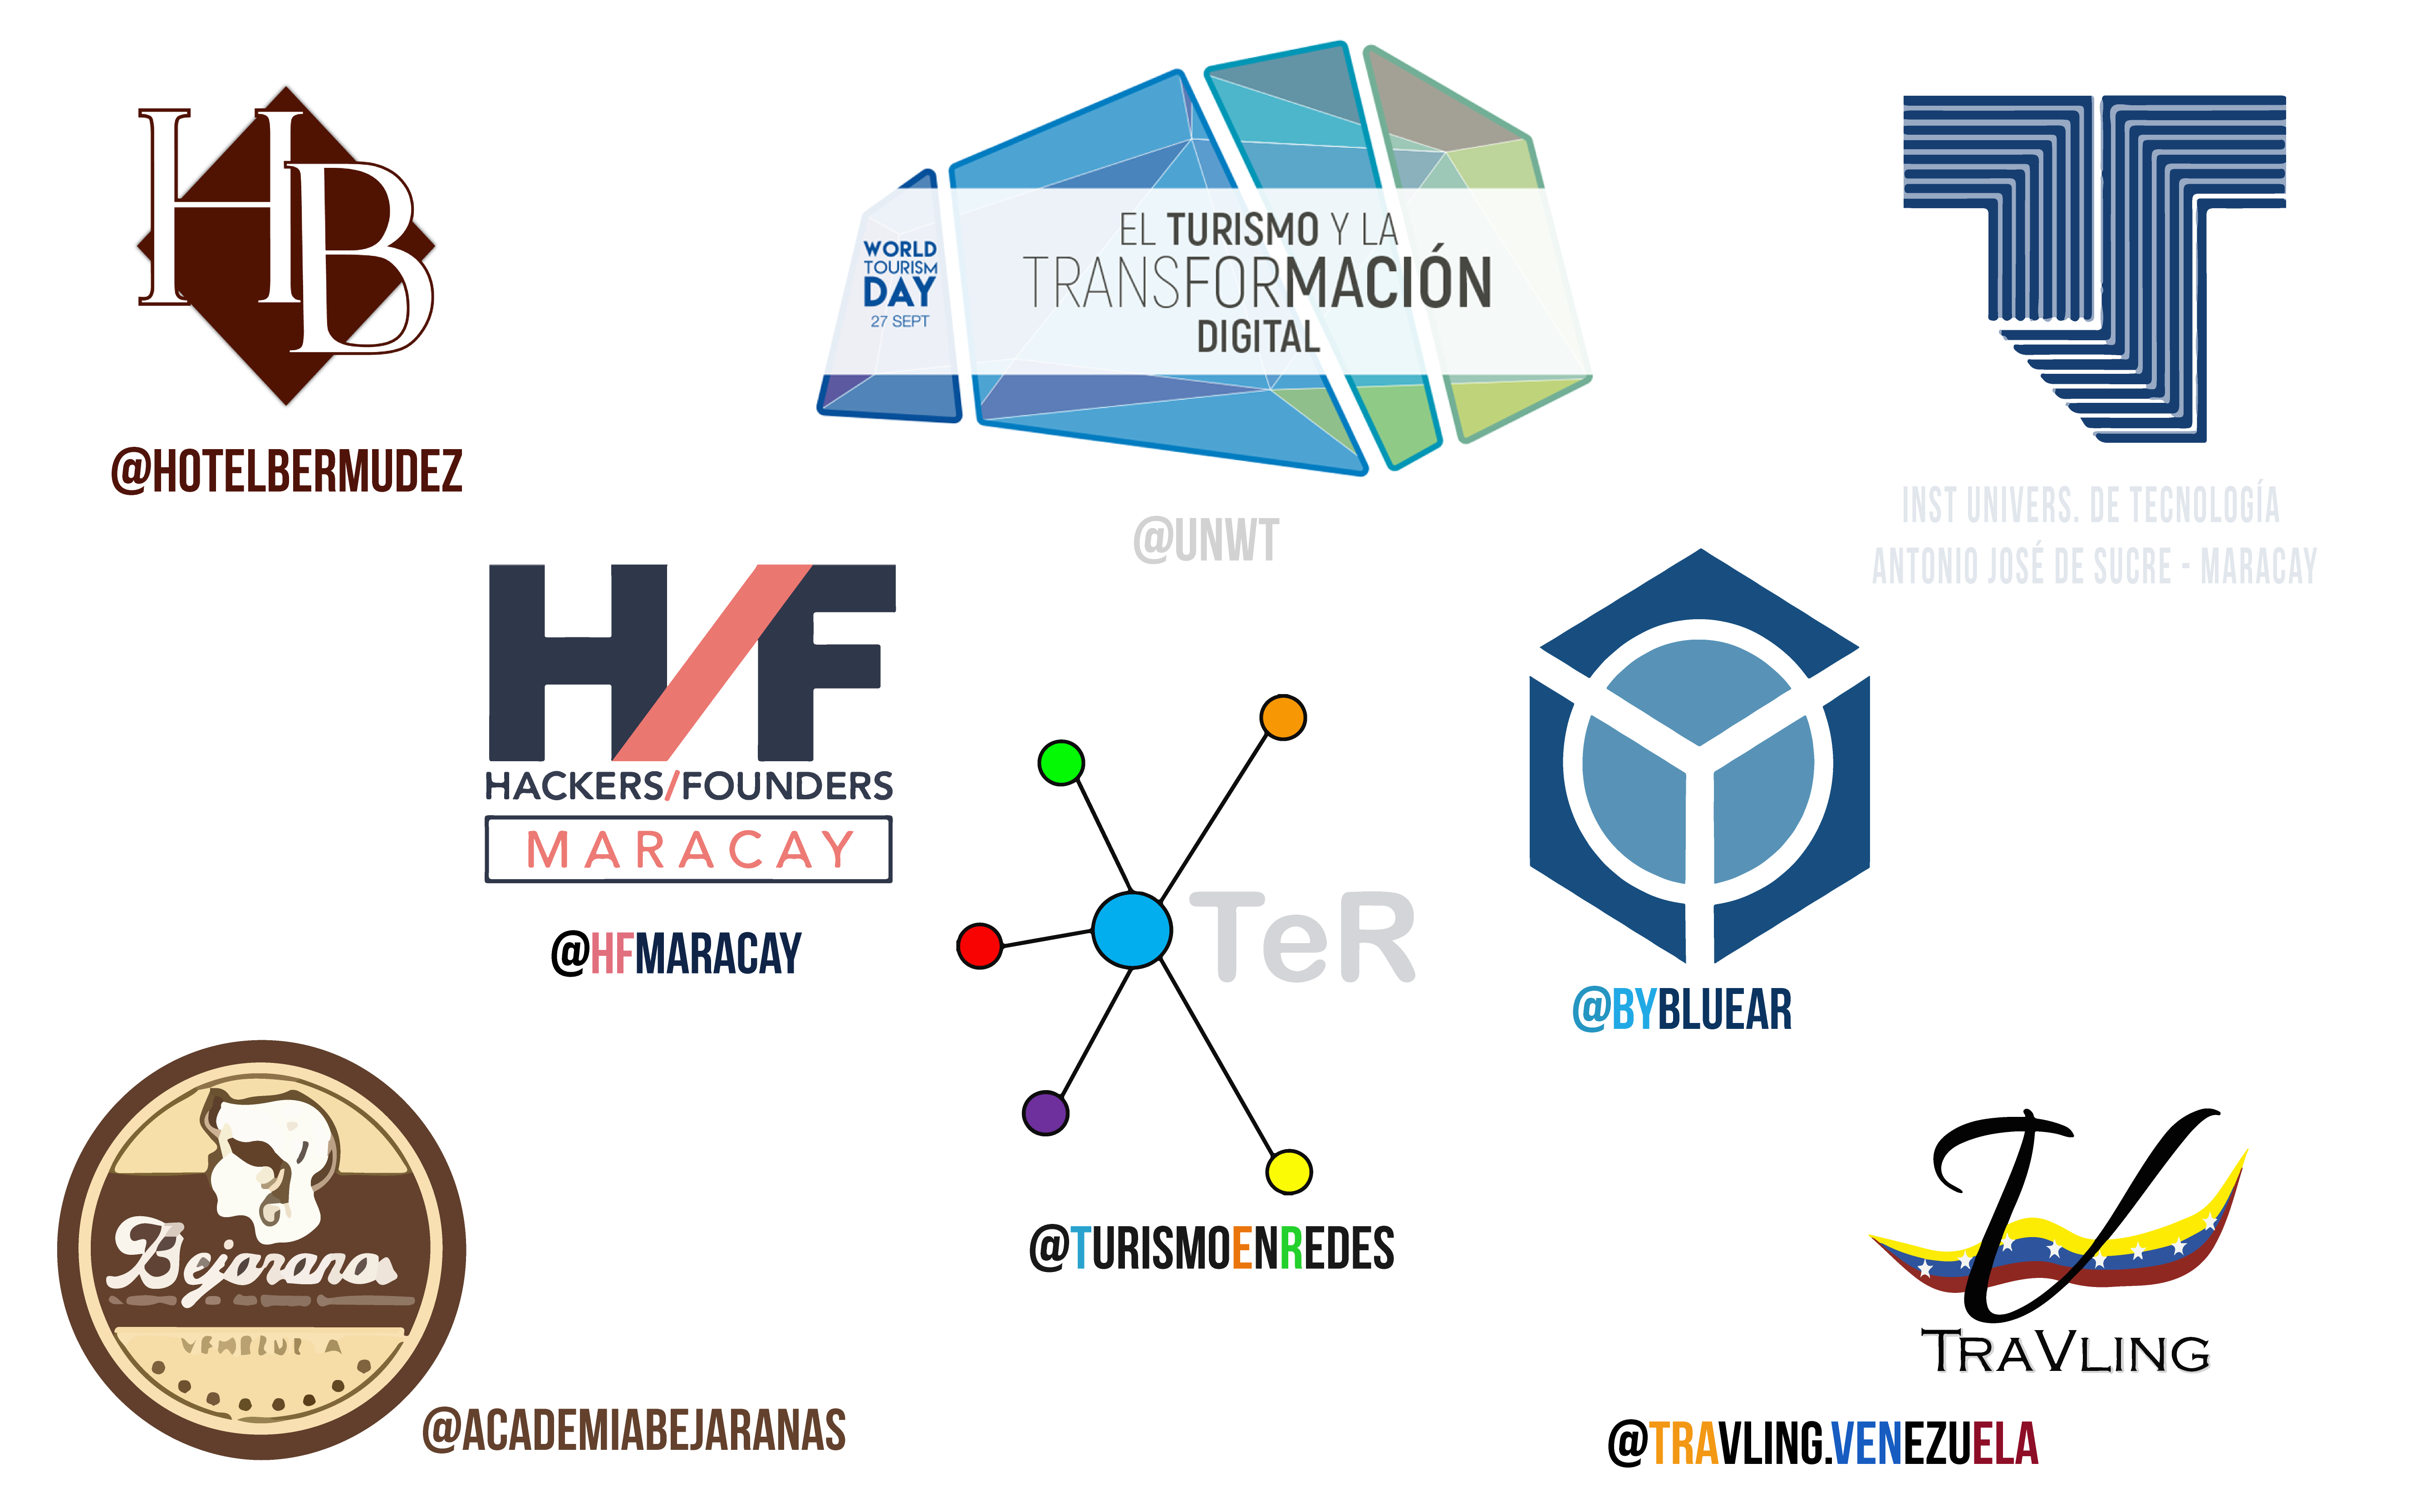 HB
@HOTELBERMUDEZ
WORLD
TOURISM
DAY
27 SEPT
EL TURISMO Y LA
TRANSFORMACIÓN
DIGITAL
@UNWT
INST UNIVERS. DE TECNOLOGÍA
ANTONIO JOSÉ DE SUCRE - MARACAY
H/F
HACKERS/FOUNDERS
MARACAY
@HFMARACAY
TeR
@TURISMOENREDES
@BYBLUEAR
Bejarana
@ACADEMIABEJARANAS
TV
TRAVLING
@TRAVLING.VENEZUELA